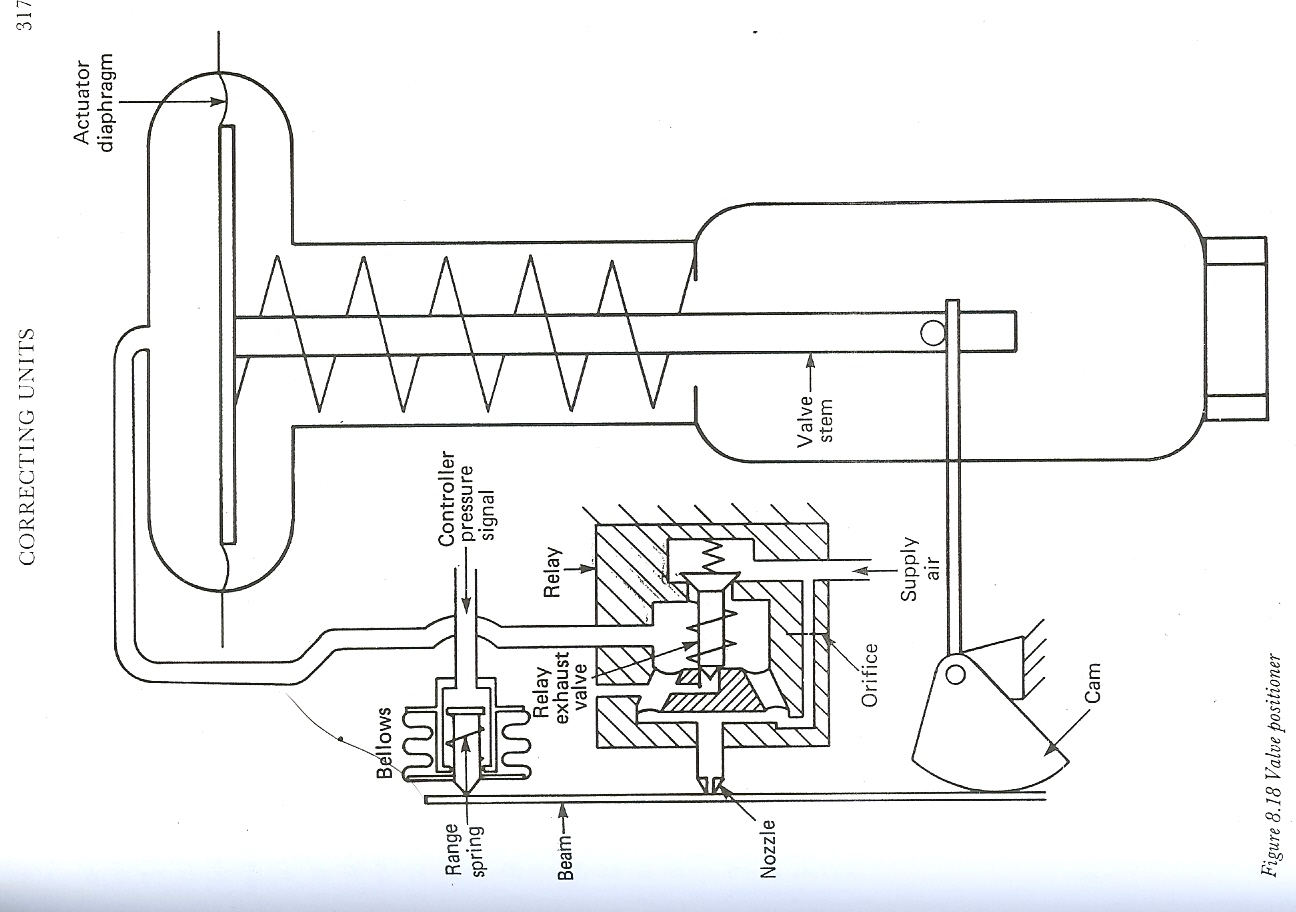 CORRECTING UNITS
317
Actuator
diaphragm
Controller
pressure
signal
Relay
Bellows
Relay
exhaust
valve
Valve
stem
Supply
air
Orifice
Range
spring
Beam
Nozzle
Cam
Figure 8.18 Valve positioner